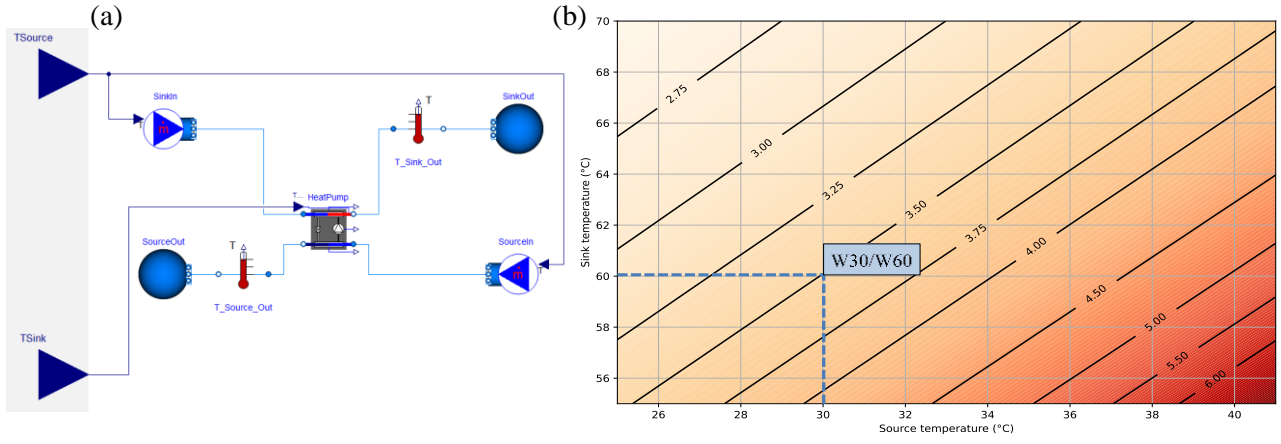 (a)
TSource
SinkIn
T
ṁ
T
SinkOut
T_Sink_Out
T...
HeatPump
SourceOut
T
T_Source_Out
SourceIn
ṁ
T
TSink
(b)
70
68
66
64
62
60
58
56
Sink temperature (°C)
2.75
3.00
3.25
3.50
3.75
4.00
4.50
5.00
5.50
6.00
W30/W60
26
28
30
32
34
36
38
40
Source temperature (°C)